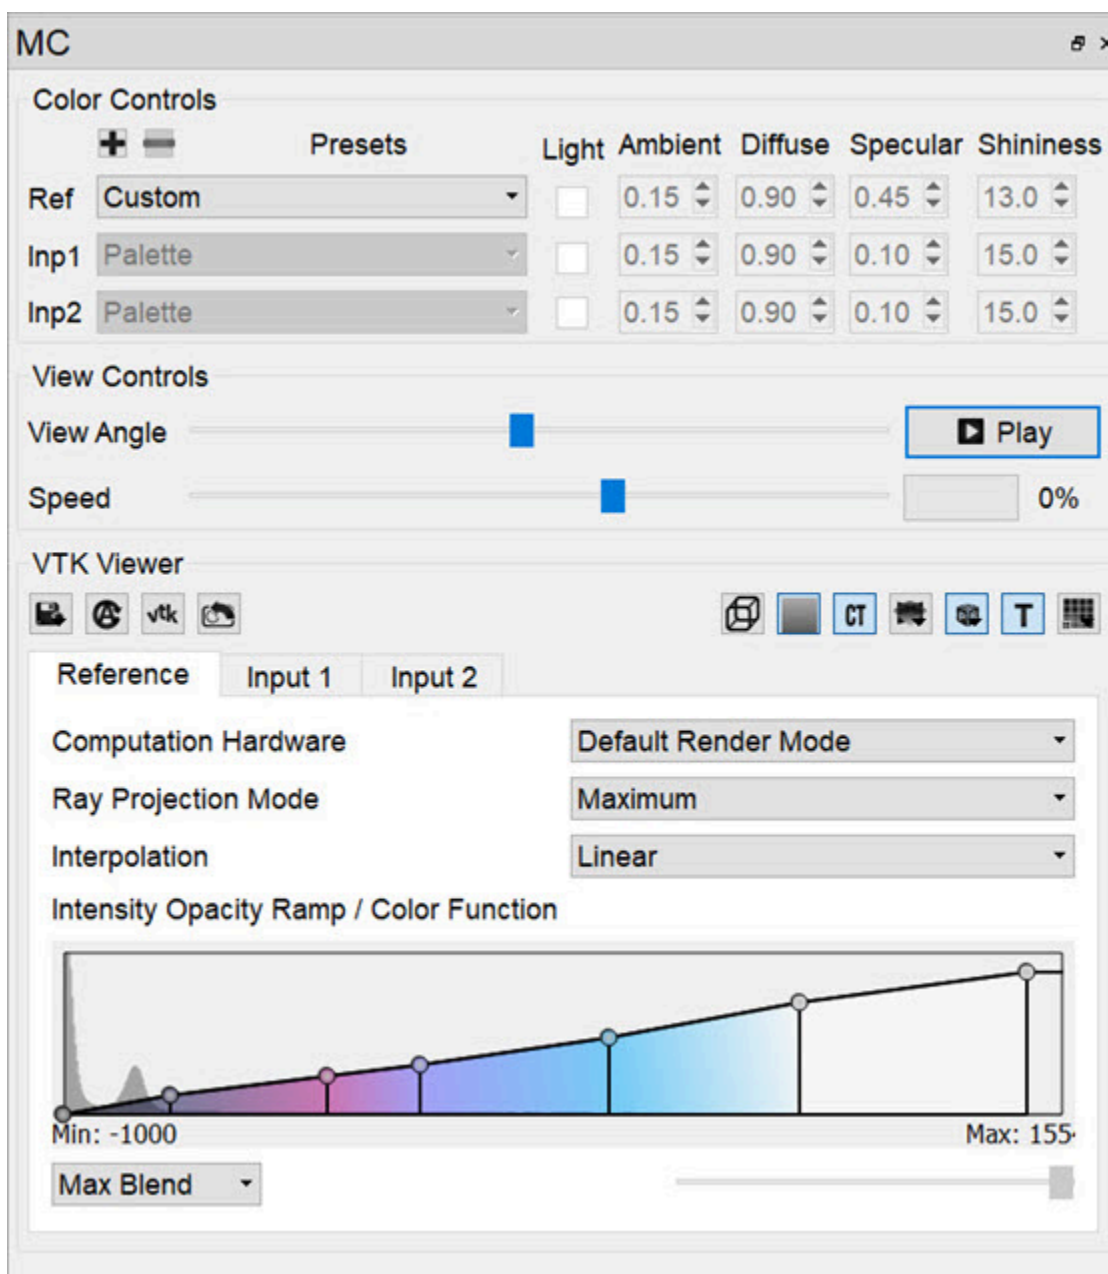 MC
Color Controls
Presets Light Ambient Diffuse Specular Shininess
Ref Custom 0.15 0.90 0.45 13.0
Inp1 Palette 0.15 0.90 0.10 15.0
Inp2 Palette 0.15 0.90 0.10 15.0
View Controls
View Angle Play
Speed 0%
VTK Viewer
A vtk CT T
Reference Input 1 Input 2
Computation Hardware Default Render Mode
Ray Projection Mode Maximum
Interpolation Linear
Intensity Opacity Ramp / Color Function
Min: -1000 Max: 155
Max Blend